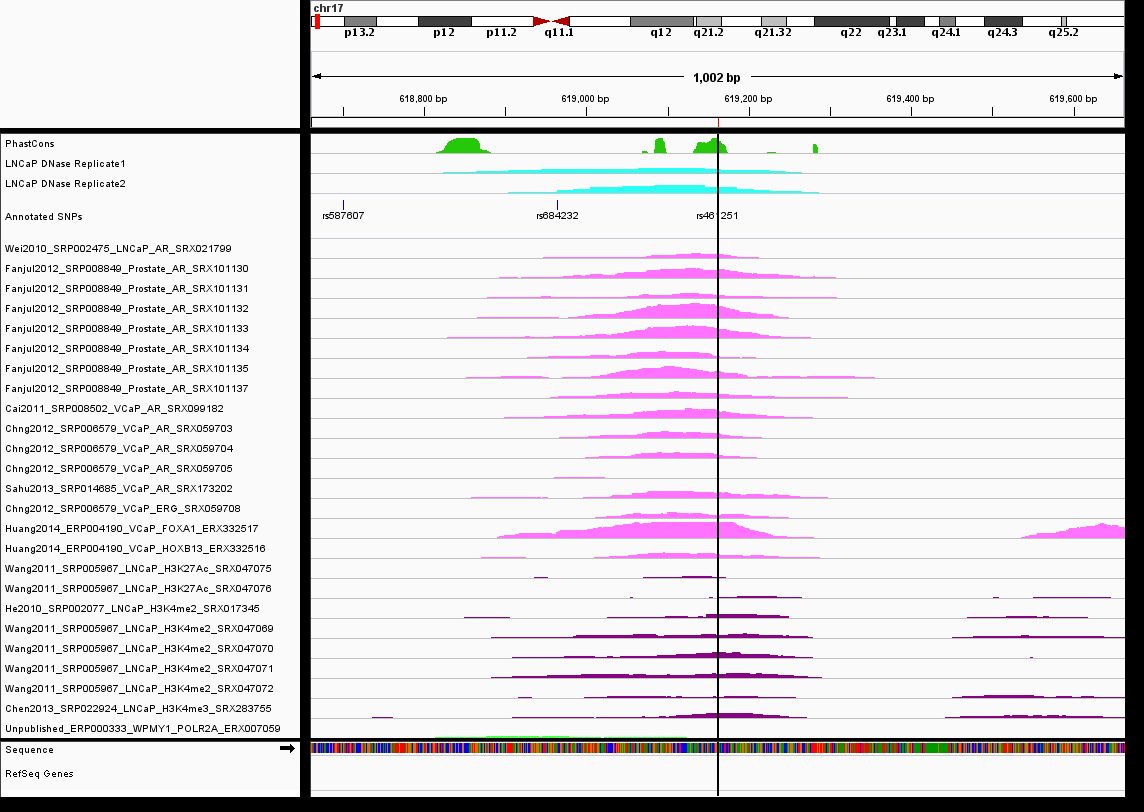 chr17
p13.2 p12 p11.2 q11.1 q12 q21.2 q21.32 q22 q23.1 q24.1 q24.3 q25.2
1,002 bp
618,800 bp 619,000 bp 619,200 bp 619,400 bp 619,600 bp
PhastCons
LNCaP DNase Replicate1
LNCaP DNase Replicate2
Annotated SNPs
rs587607 rs684232 rs461251
Wei2010_SRP002475_LNCaP_AR_SRX021799
Fanjul2012_SRP008849_Prostate_AR_SRX101130
Fanjul2012_SRP008849_Prostate_AR_SRX101131
Fanjul2012_SRP008849_Prostate_AR_SRX101132
Fanjul2012_SRP008849_Prostate_AR_SRX101133
Fanjul2012_SRP008849_Prostate_AR_SRX101134
Fanjul2012_SRP008849_Prostate_AR_SRX101135
Fanjul2012_SRP008849_Prostate_AR_SRX101137
Cai2011_SRP008502_VCaP_AR_SRX099182
Chng2012_SRP006579_VCaP_AR_SRX059703
Chng2012_SRP006579_VCaP_AR_SRX059704
Chng2012_SRP006579_VCaP_AR_SRX059705
Sahu2013_SRP014685_VCaP_AR_SRX173202
Chng2012_SRP006579_VCaP_ERG_SRX059708
Huang2014_ERP004190_VCaP_FOXA1_ERX332517
Huang2014_ERP004190_VCaP_HOXB13_ERX332516
Wang2011_SRP005967_LNCaP_H3K27Ac_SRX047075
Wang2011_SRP005967_LNCaP_H3K27Ac_SRX047076
He2010_SRP002077_LNCaP_H3K4me2_SRX017345
Wang2011_SRP005967_LNCaP_H3K4me2_SRX047069
Wang2011_SRP005967_LNCaP_H3K4me2_SRX047070
Wang2011_SRP005967_LNCaP_H3K4me2_SRX047071
Wang2011_SRP005967_LNCaP_H3K4me2_SRX047072
Chen2013_SRP022924_LNCaP_H3K4me3_SRX283755
Unpublished_ERP000333_WPMY1_POLR2A_ERX007059
Sequence
RefSeq Genes